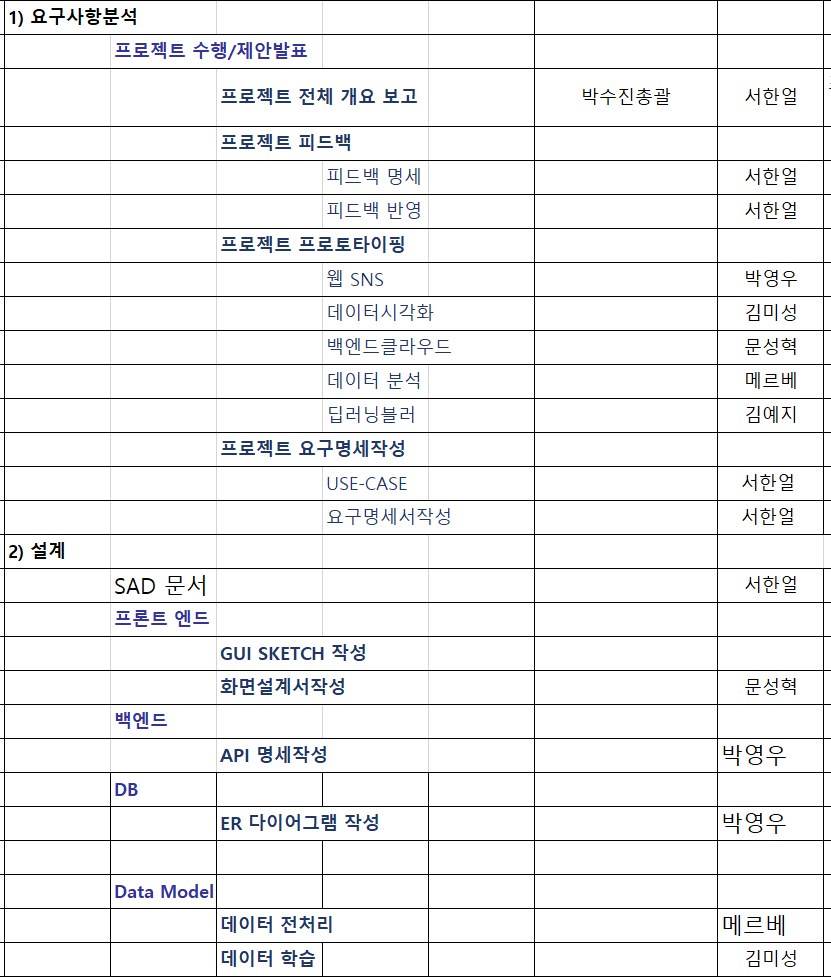 1) 요구사항분석
프로젝트 수행/제안발표
프로젝트 전체 개요 보고 박수진총괄 서한얼
프로젝트 피드백
피드백 명세 서한얼
피드백 반영 서한얼
프로젝트 프로토타이핑
웹 SNS 박영우
데이터시각화 김미성
백엔드클라우드 문성혁
데이터 분석 메르베
딥러닝블러 김예지
프로젝트 요구명세작성
USE-CASE 서한얼
요구명세서작성 서한얼
2) 설계
SAD 문서 서한얼
프론트 엔드
GUI SKETCH 작성
화면설계서작성 문성혁
백엔드
API 명세작성 박영우
DB
ER 다이어그램 작성 박영우
Data Model
데이터 전처리 메르베
데이터 학습 김미성